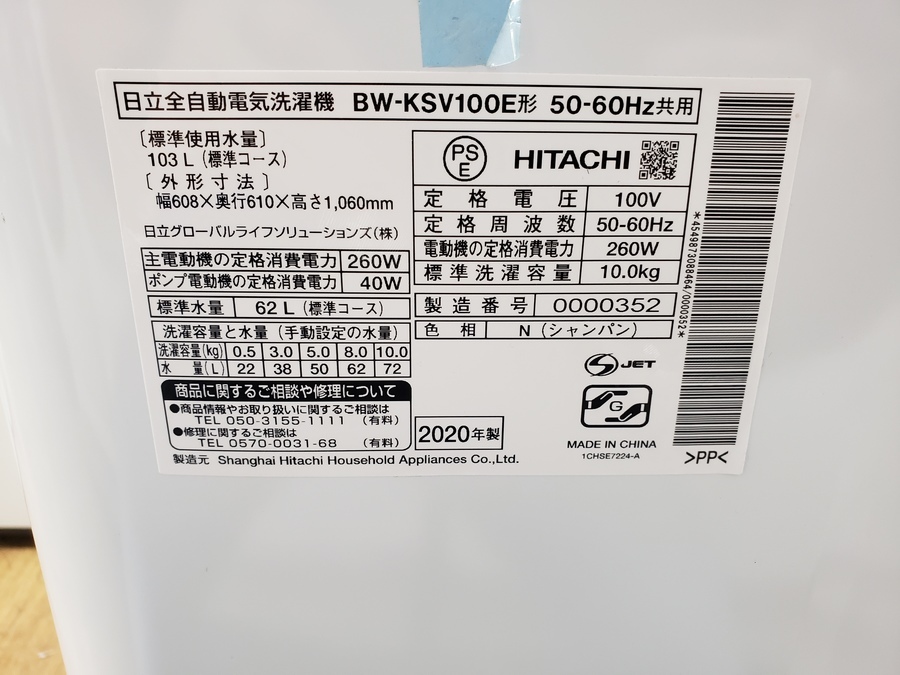 日立全自動電気洗濯機 BW-KSV100E形 50-60Hz共用
〔標準使用水量〕
103 L (標準コース)
〔外形寸法〕
幅608×奥行610×高さ1,060mm
日立グローバルライフソリューションズ(株)
主電動機の定格消費電力 260W
ポンプ電動機の定格消費電力 40W
標準水量 62 L (標準コース)
洗濯容量と水量 (手動設定の水量)
洗濯容量(kg) 0.5 3.0 5.0 8.0 10.0
水量(L) 22 38 50 62 72
商品に関するご相談や修理について
●商品情報やお取り扱いに関するご相談は
TEL 050-3155-1111 (有料)
●修理に関するご相談は
TEL 0570-0031-68 (有料)
製造元 Shanghai Hitachi Household Appliances Co.,Ltd.
PS E HITACHI
定格電圧 100V
定格周波数 50-60Hz
電動機の定格消費電力 260W
標準洗濯容量 10.0kg
製造番号 0000352
色相 N (シャンパン)
S JET
G
2020年製
MADE IN CHINA
1CHSE7224-A
*4549873088464/0000352*
>PP<